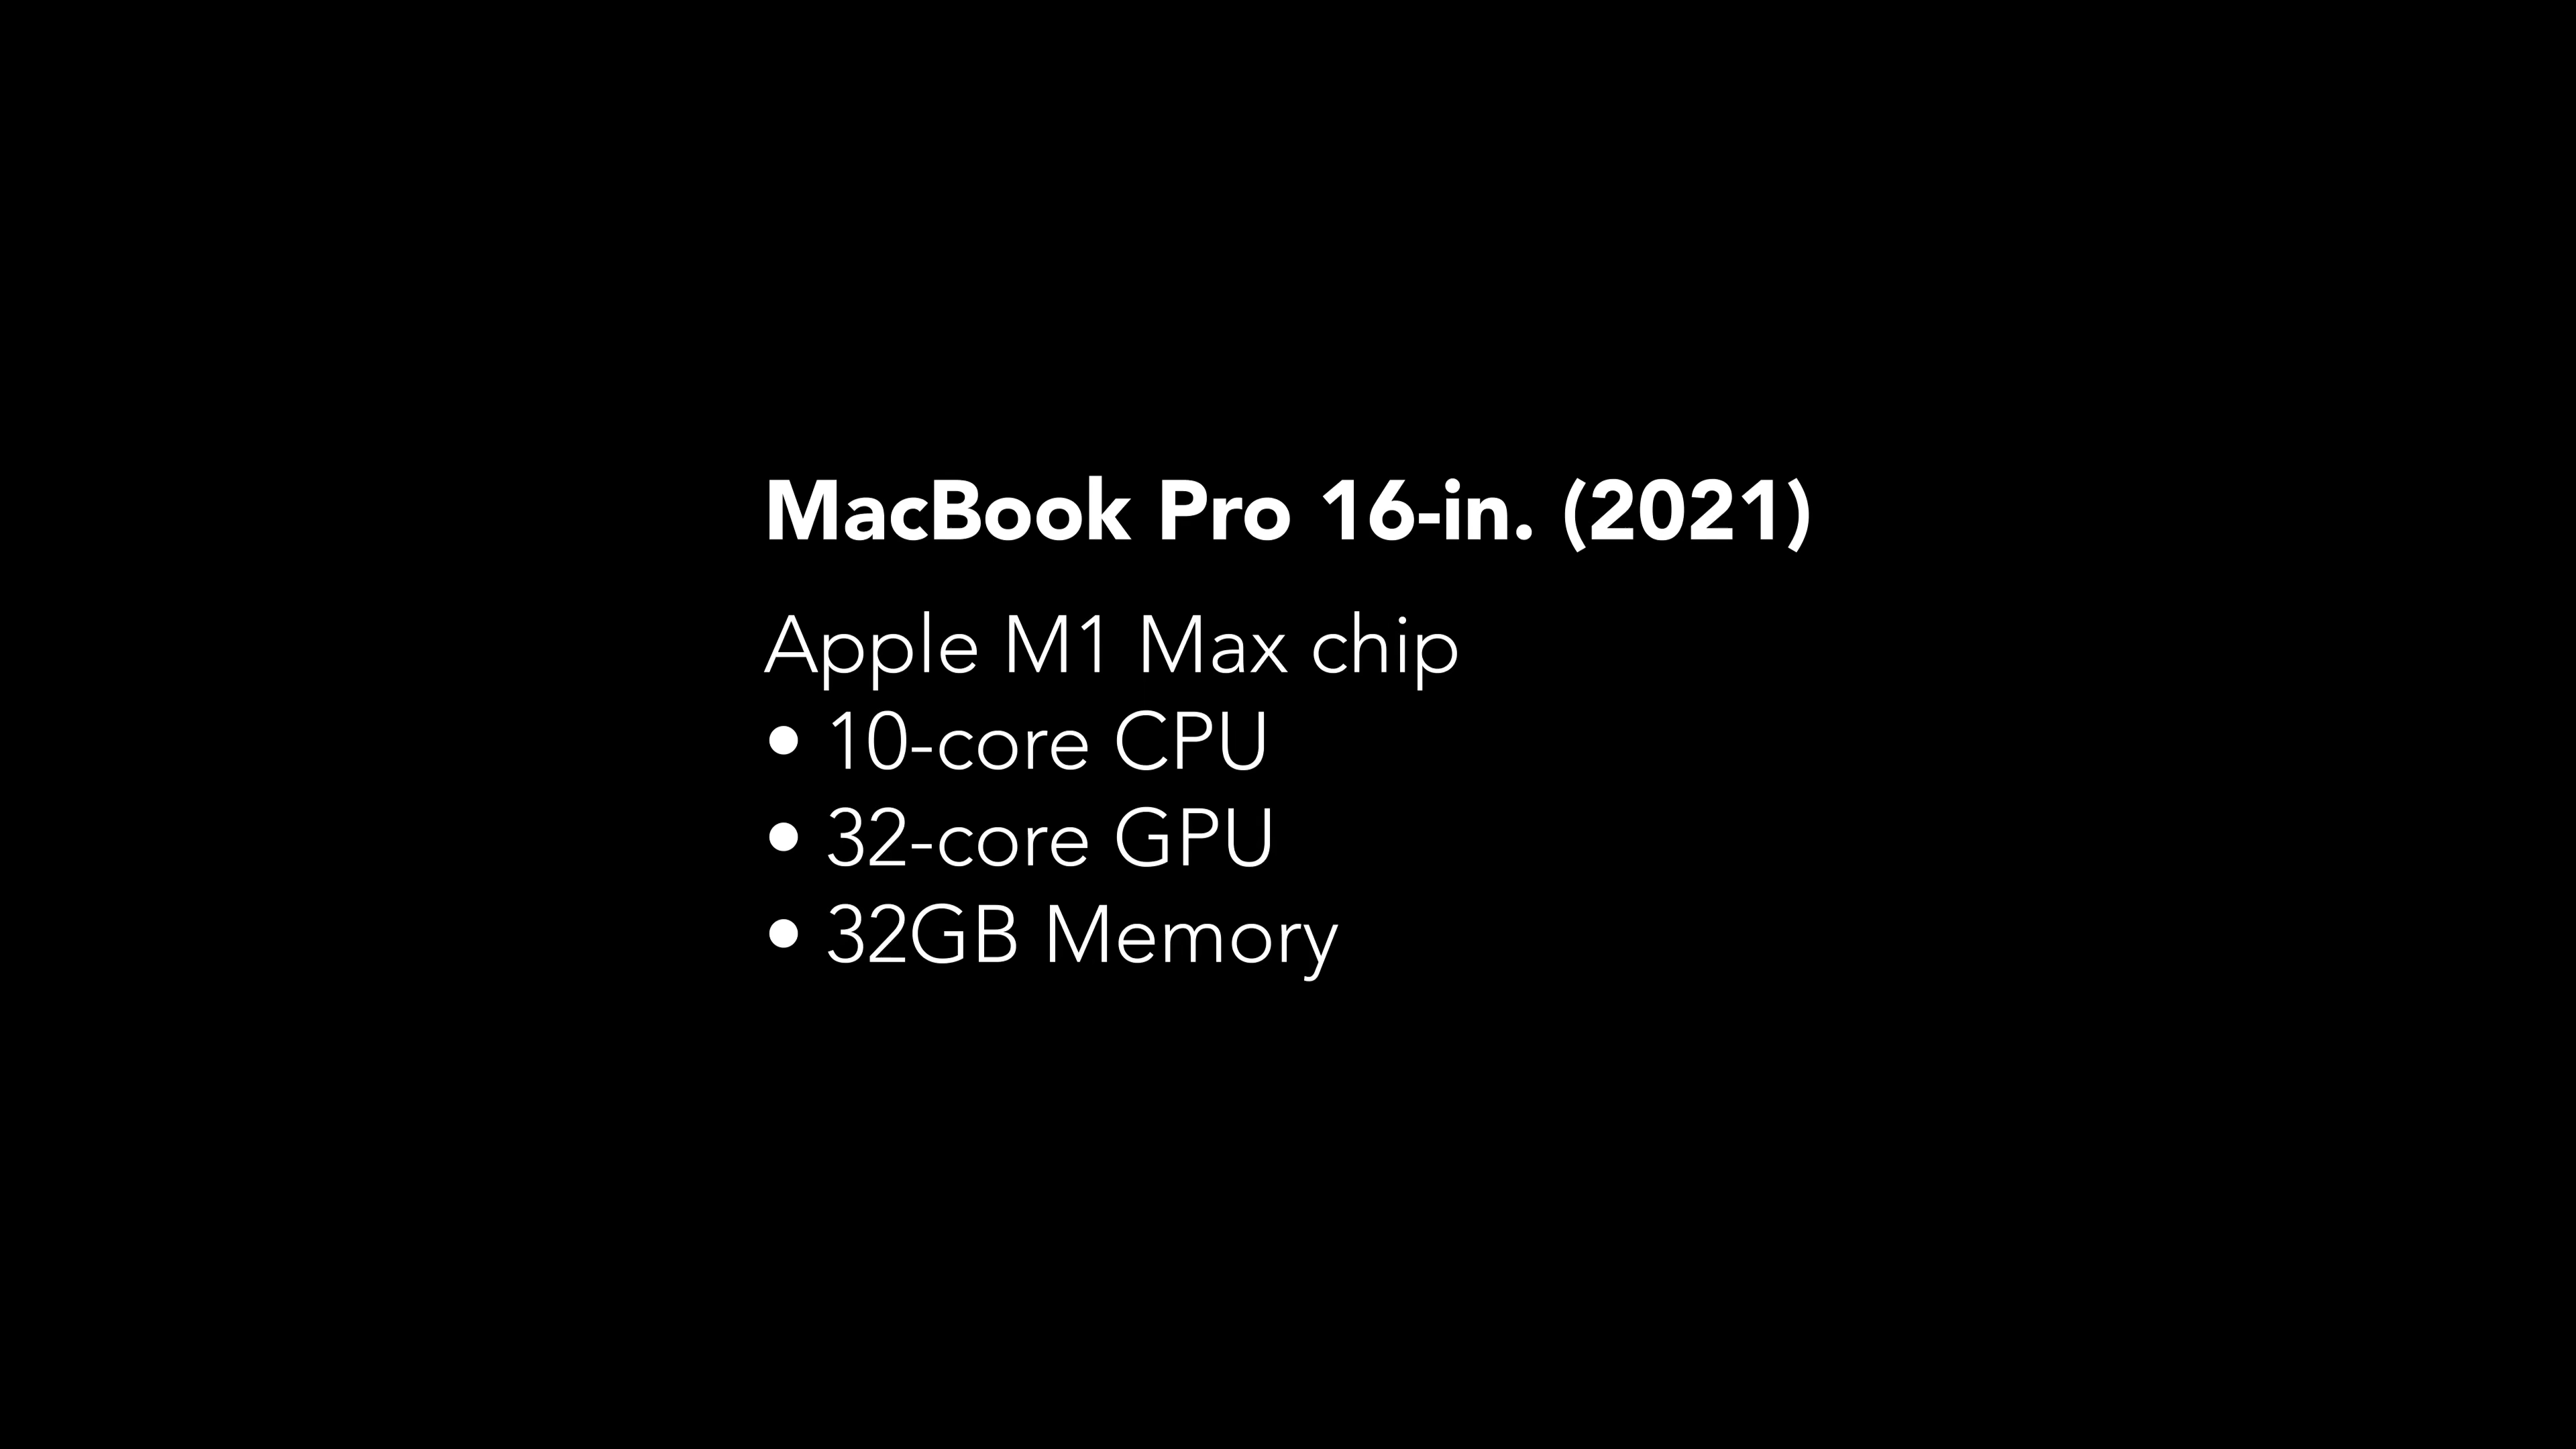 MacBook Pro 16-in. (2021)
Apple M1 Max chip
• 10-core CPU
• 32-core GPU
• 32GB Memory